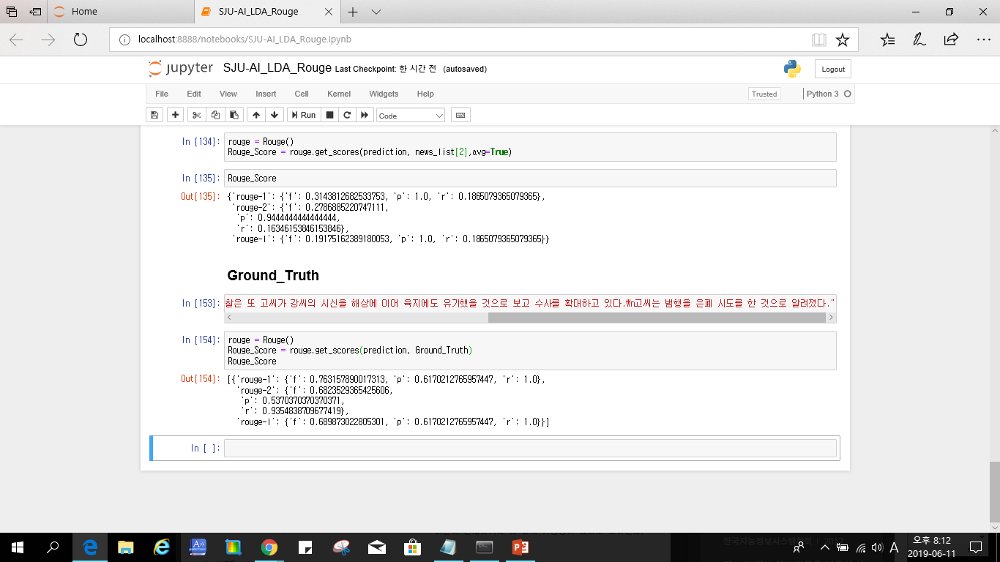 Home
SJU-AI_LDA_Rouge
localhost:8888/notebooks/SJU-AI_LDA_Rouge.ipynb
jupyter SJU-AI_LDA_Rouge Last Checkpoint: 한 시간 전 (autosaved)
Logout
File Edit View Insert Cell Kernel Widgets Help
Trusted
Python 3
Run
Code
In [134]: rouge = Rouge()
Rouge_Score = rouge.get_scores(prediction, news_list[2],avg=True)
In [135]: Rouge_Score
Out[135]: {'rouge-1': {'f': 0.3143812682533753, 'p': 1.0, 'r': 0.1865079365079365},
'rouge-2': {'f': 0.2786885220747111,
'p': 0.9444444444444444,
'r': 0.16346153846153846},
'rouge-l': {'f': 0.19175162389180053, 'p': 1.0, 'r': 0.1865079365079365}}
Ground_Truth
In [153] 찰은 또 고씨가 강씨의 시신을 해상에 이어 육지에도 유기했을 것으로 보고 수사를 확대하고 있다.₩n고씨는 범행을 은폐 시도를 한 것으로 알려졌다."
In [154]: rouge = Rouge()
Rouge_Score = rouge.get_scores(prediction, Ground_Truth)
Rouge_Score
Out[154]: [{'rouge-1': {'f': 0.763157890017313, 'p': 0.6170212765957447, 'r': 1.0},
'rouge-2': {'f': 0.6823529365425606,
'p': 0.5370370370370371,
'r': 0.9354838709677419},
'rouge-l': {'f': 0.689873022805301, 'p': 0.6170212765957447, 'r': 1.0}}]
In [ ]:
A
오후 8:12
2019-06-11